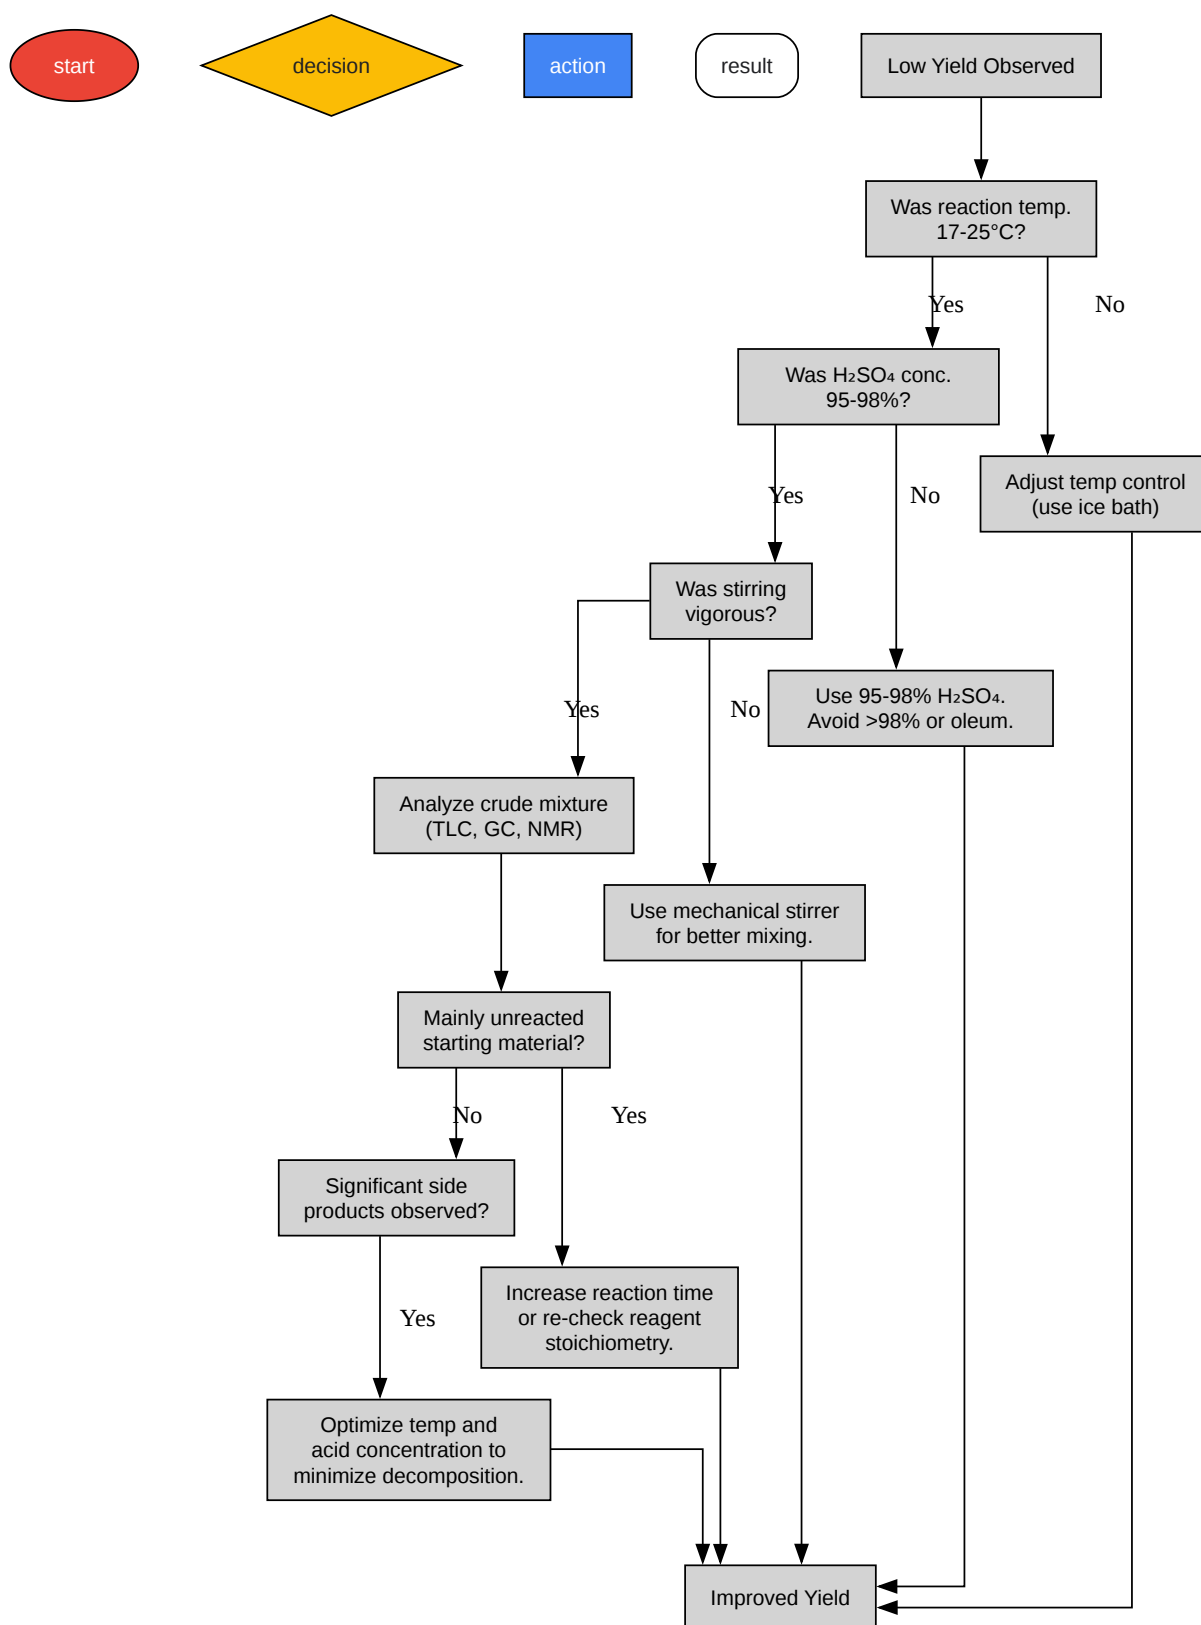 start
decision
action
result
Low Yield Observed
Was reaction temp.
17-25°C?
Yes
No
Was H₂SO₄ conc.
95-98%?
Yes
No
Adjust temp control
(use ice bath)
Was stirring
vigorous?
Yes
No
Use 95-98% H₂SO₄.
Avoid >98% or oleum.
Analyze crude mixture
(TLC, GC, NMR)
Use mechanical stirrer
for better mixing.
Mainly unreacted
starting material?
No
Yes
Significant side
products observed?
Yes
Increase reaction time
or re-check reagent
stoichiometry.
Optimize temp and
acid concentration to
minimize decomposition.
Improved Yield